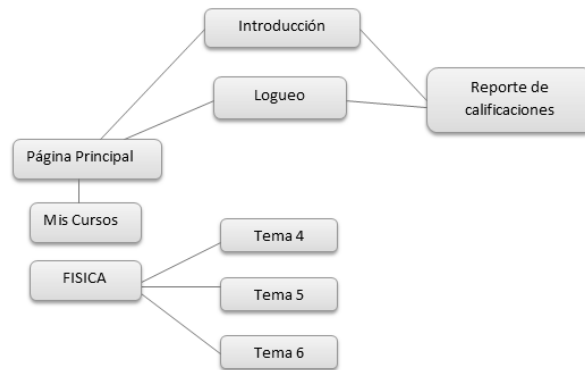 Introducción
Logueo
Reporte de
calificaciones
Página Principal
Mis Cursos
FISICA
Tema 4
Tema 5
Tema 6